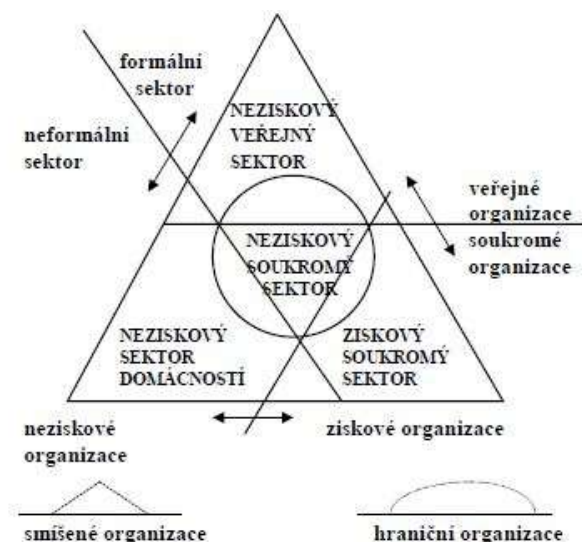 formální
sektor
neformální
sektor
NEZISKOVÝ
VEŘEJNÝ
SEKTOR
veřejné
organizace
soukromé
organizace
NEZISKOVÝ
SOUKROMÝ
SEKTOR
NEZISKOVÝ
SEKTOR
DOMÁCNOSTÍ
ZISKOVÝ
SOUKROMÝ
SEKTOR
neziskové
organizace
ziskové organizace
smíšené organizace
hraniční organizace